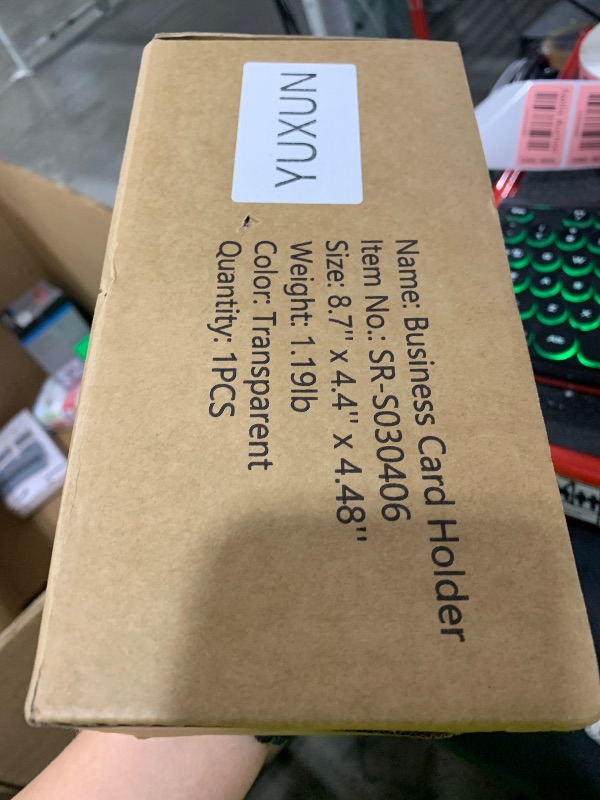 YUXUN
Name: Business Card Holder
Item No.: SR-S030406
Size: 8.7'' x 4.4'' x 4.48''
Weight: 1.19lb
Color: Transparent
Quantity: 1PCS